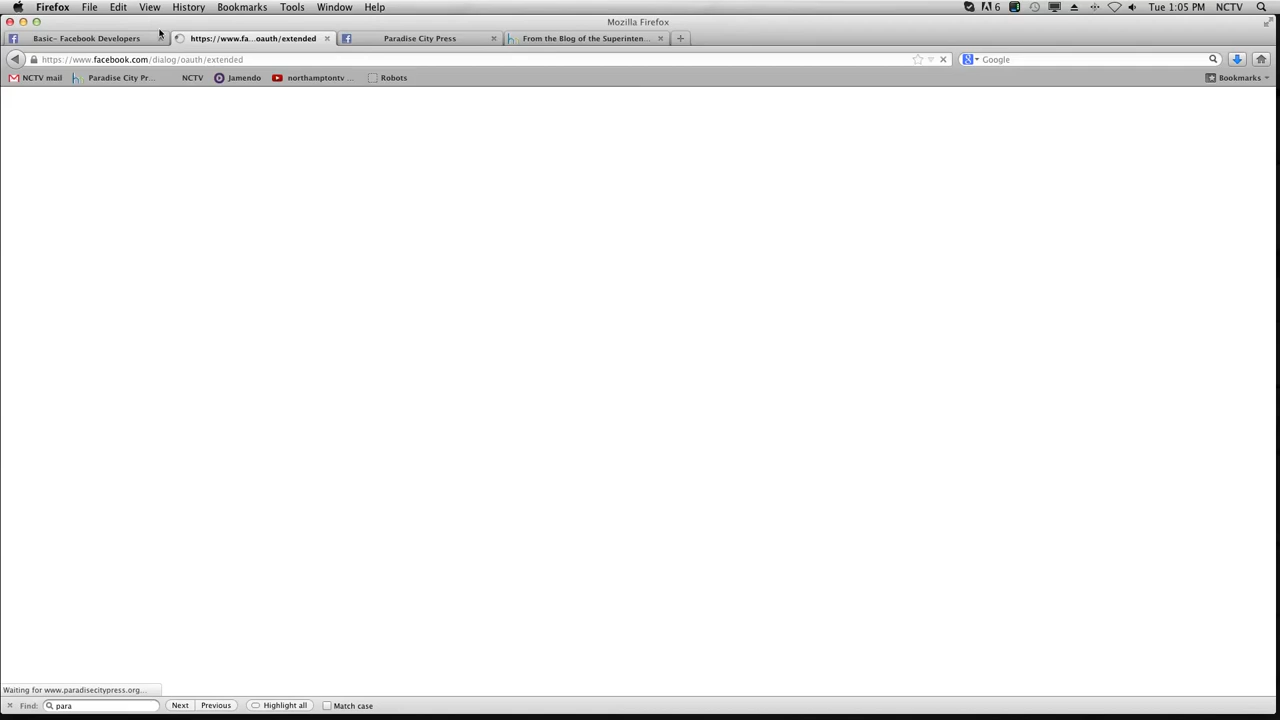 Firefox File Edit View History Bookmarks Tools Window Help 6 Tue 1:05 PM NCTV
Mozilla Firefox
Basic- Facebook Developers https://www.fa...oauth/extended Paradise City Press From the Blog of the Superinten...
https://www.facebook.com/dialog/oauth/extended Google
NCTV mail Paradise City Pr... NCTV Jamendo northamptontv ... Robots Bookmarks
Waiting for www.paradisecitypress.org...
Find: para Next Previous Highlight all Match case